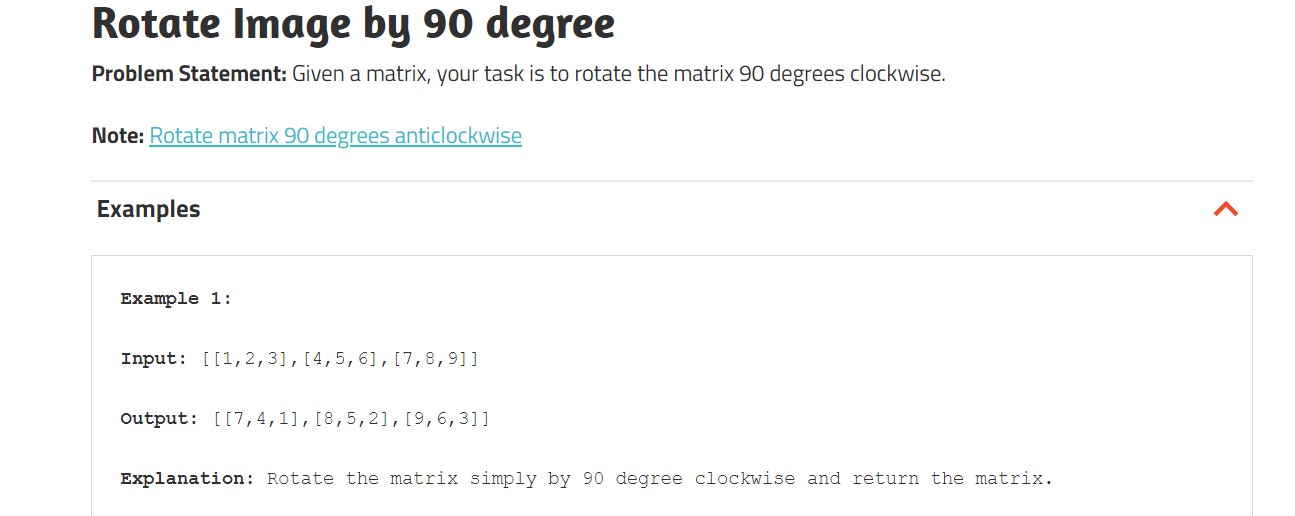 Rotate Image by 90 degree
Problem Statement: Given a matrix, your task is to rotate the matrix 90 degrees clockwise.
Note: Rotate matrix 90 degrees anticlockwise
Examples
Example 1:
Input: [[1,2,3],[4,5,6],[7,8,9]]
Output: [[7,4,1],[8,5,2],[9,6,3]]
Explanation: Rotate the matrix simply by 90 degree clockwise and return the matrix.